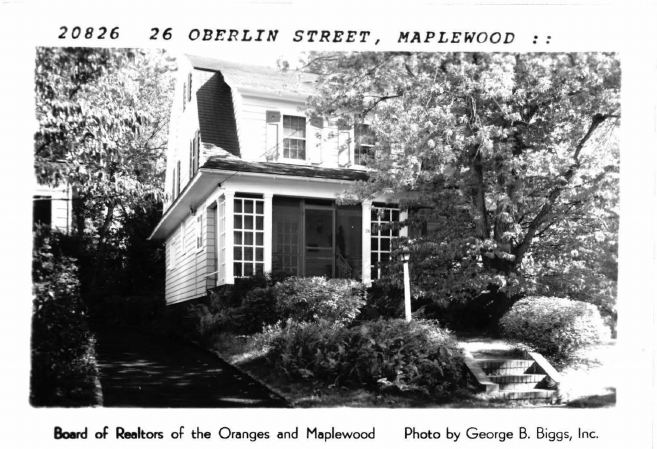 20826 26 OBERLIN STREET, MAPLEWOOD ::
Board of Realtors of the Oranges and Maplewood Photo by George B. Biggs, Inc.